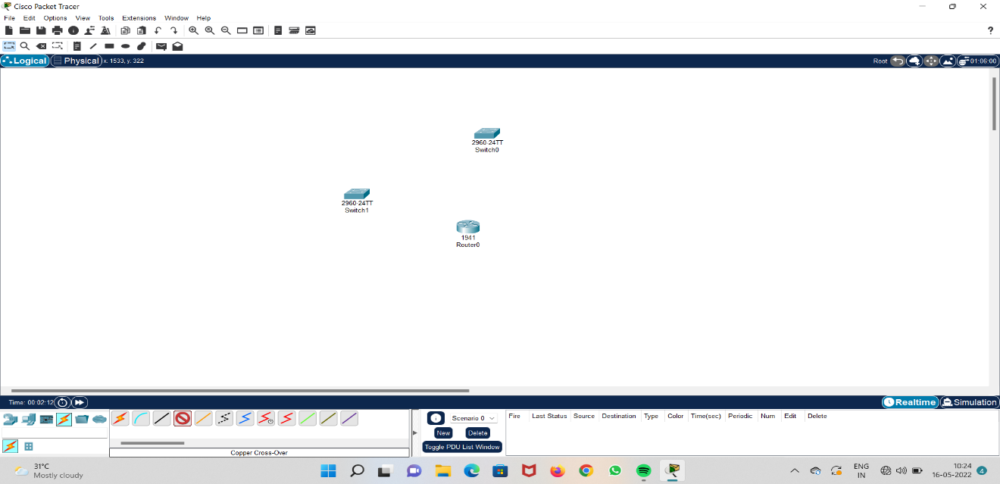 Cisco Packet Tracer
File Edit Options View Tools Extensions Window Help
?
Logical Physical x: 1533, y: 322 Root 01:06:00
2960-24TT
Switch0
2960-24TT
Switch1
1941
Router0
Time: 00:02:12 Realtime Simulation
Scenario 0 Fire Last Status Source Destination Type Color Time(sec) Periodic Num Edit Delete
New Delete
Toggle PDU List Window
Copper Cross-Over
31°C
Mostly cloudy
ENG
IN
10:24
16-05-2022
4